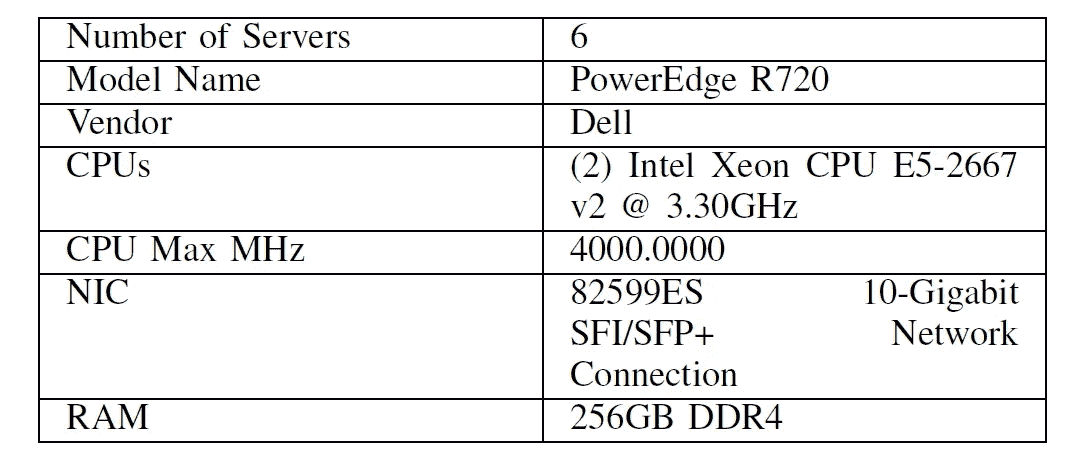 Number of Servers 6
Model Name PowerEdge R720
Vendor Dell
CPUs (2) Intel Xeon CPU E5-2667
v2 @ 3.30GHz
CPU Max MHz 4000.0000
NIC 82599ES 10-Gigabit
SFI/SFP+ Network
Connection
RAM 256GB DDR4